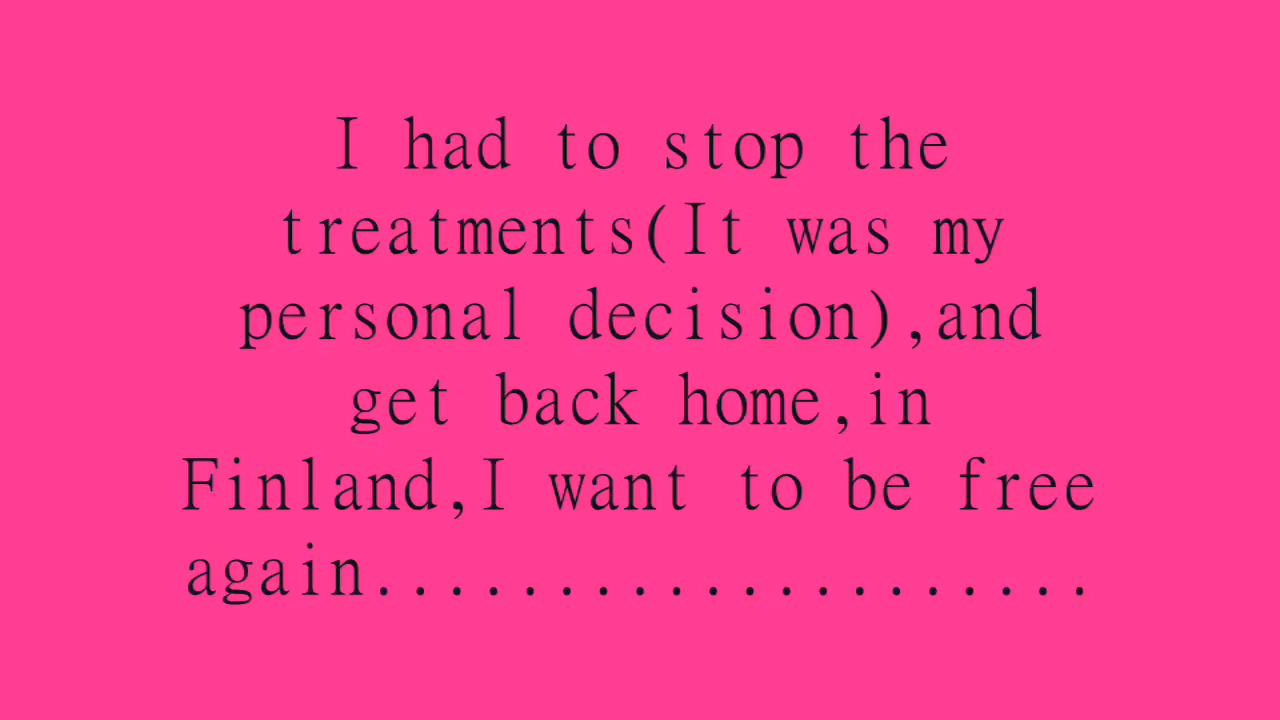 I had to stop the
treatments(It was my
personal decision),and
get back home,in
Finland,I want to be free
again....................